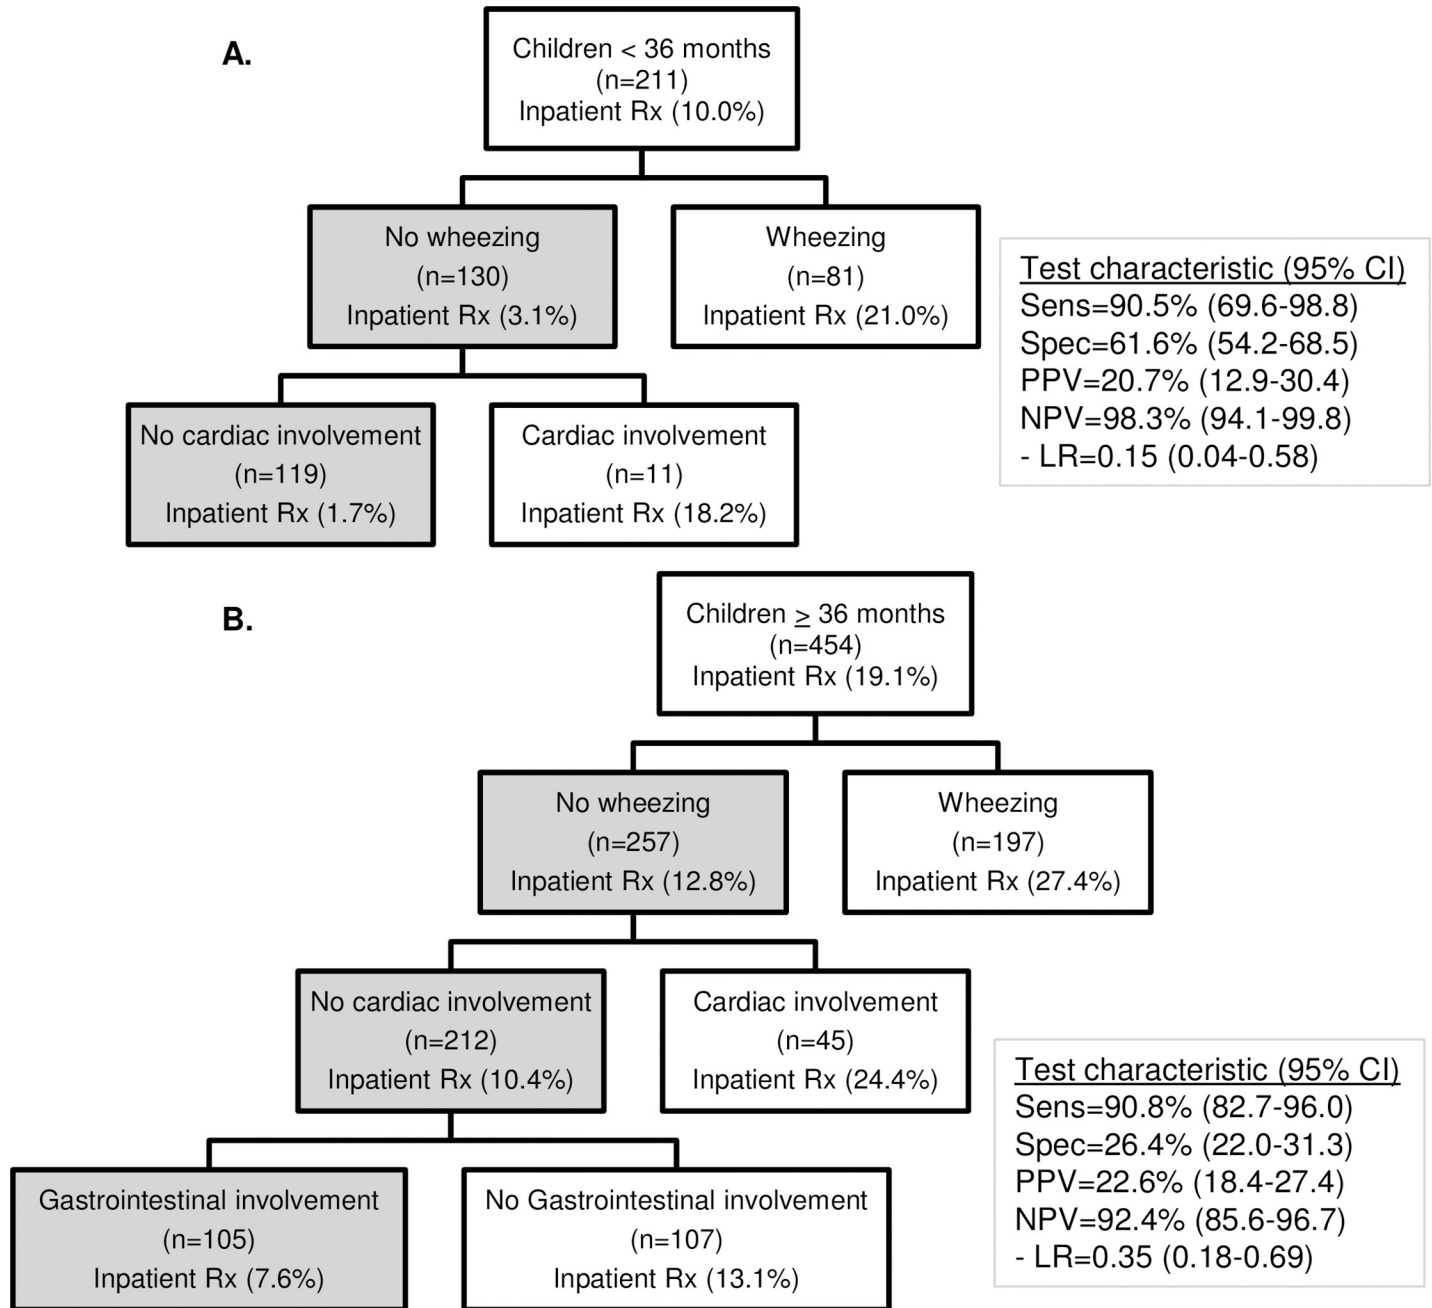 A.
Children < 36 months
(n=211)
Inpatient Rx (10.0%)
No wheezing
(n=130)
Inpatient Rx (3.1%)
Wheezing
(n=81)
Inpatient Rx (21.0%)
Test characteristic (95% CI)
Sens=90.5% (69.6-98.8)
Spec=61.6% (54.2-68.5)
PPV=20.7% (12.9-30.4)
NPV=98.3% (94.1-99.8)
- LR=0.15 (0.04-0.58)
No cardiac involvement
(n=119)
Inpatient Rx (1.7%)
Cardiac involvement
(n=11)
Inpatient Rx (18.2%)
B.
Children ≥ 36 months
(n=454)
Inpatient Rx (19.1%)
No wheezing
(n=257)
Inpatient Rx (12.8%)
Wheezing
(n=197)
Inpatient Rx (27.4%)
No cardiac involvement
(n=212)
Inpatient Rx (10.4%)
Cardiac involvement
(n=45)
Inpatient Rx (24.4%)
Test characteristic (95% CI)
Sens=90.8% (82.7-96.0)
Spec=26.4% (22.0-31.3)
PPV=22.6% (18.4-27.4)
NPV=92.4% (85.6-96.7)
- LR=0.35 (0.18-0.69)
Gastrointestinal involvement
(n=105)
Inpatient Rx (7.6%)
No Gastrointestinal involvement
(n=107)
Inpatient Rx (13.1%)